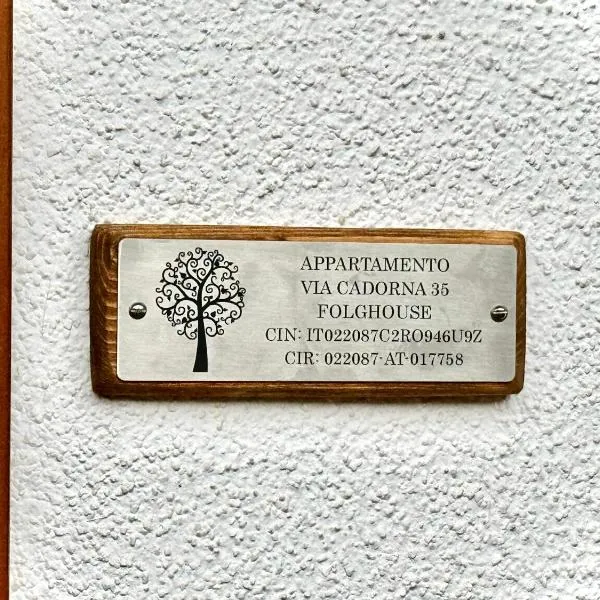 APPARTAMENTO
VIA CADORNA 35
FOLGHOUSE
CIN: IT022087C2RO946U9Z
CIR: 022087-AT-017758